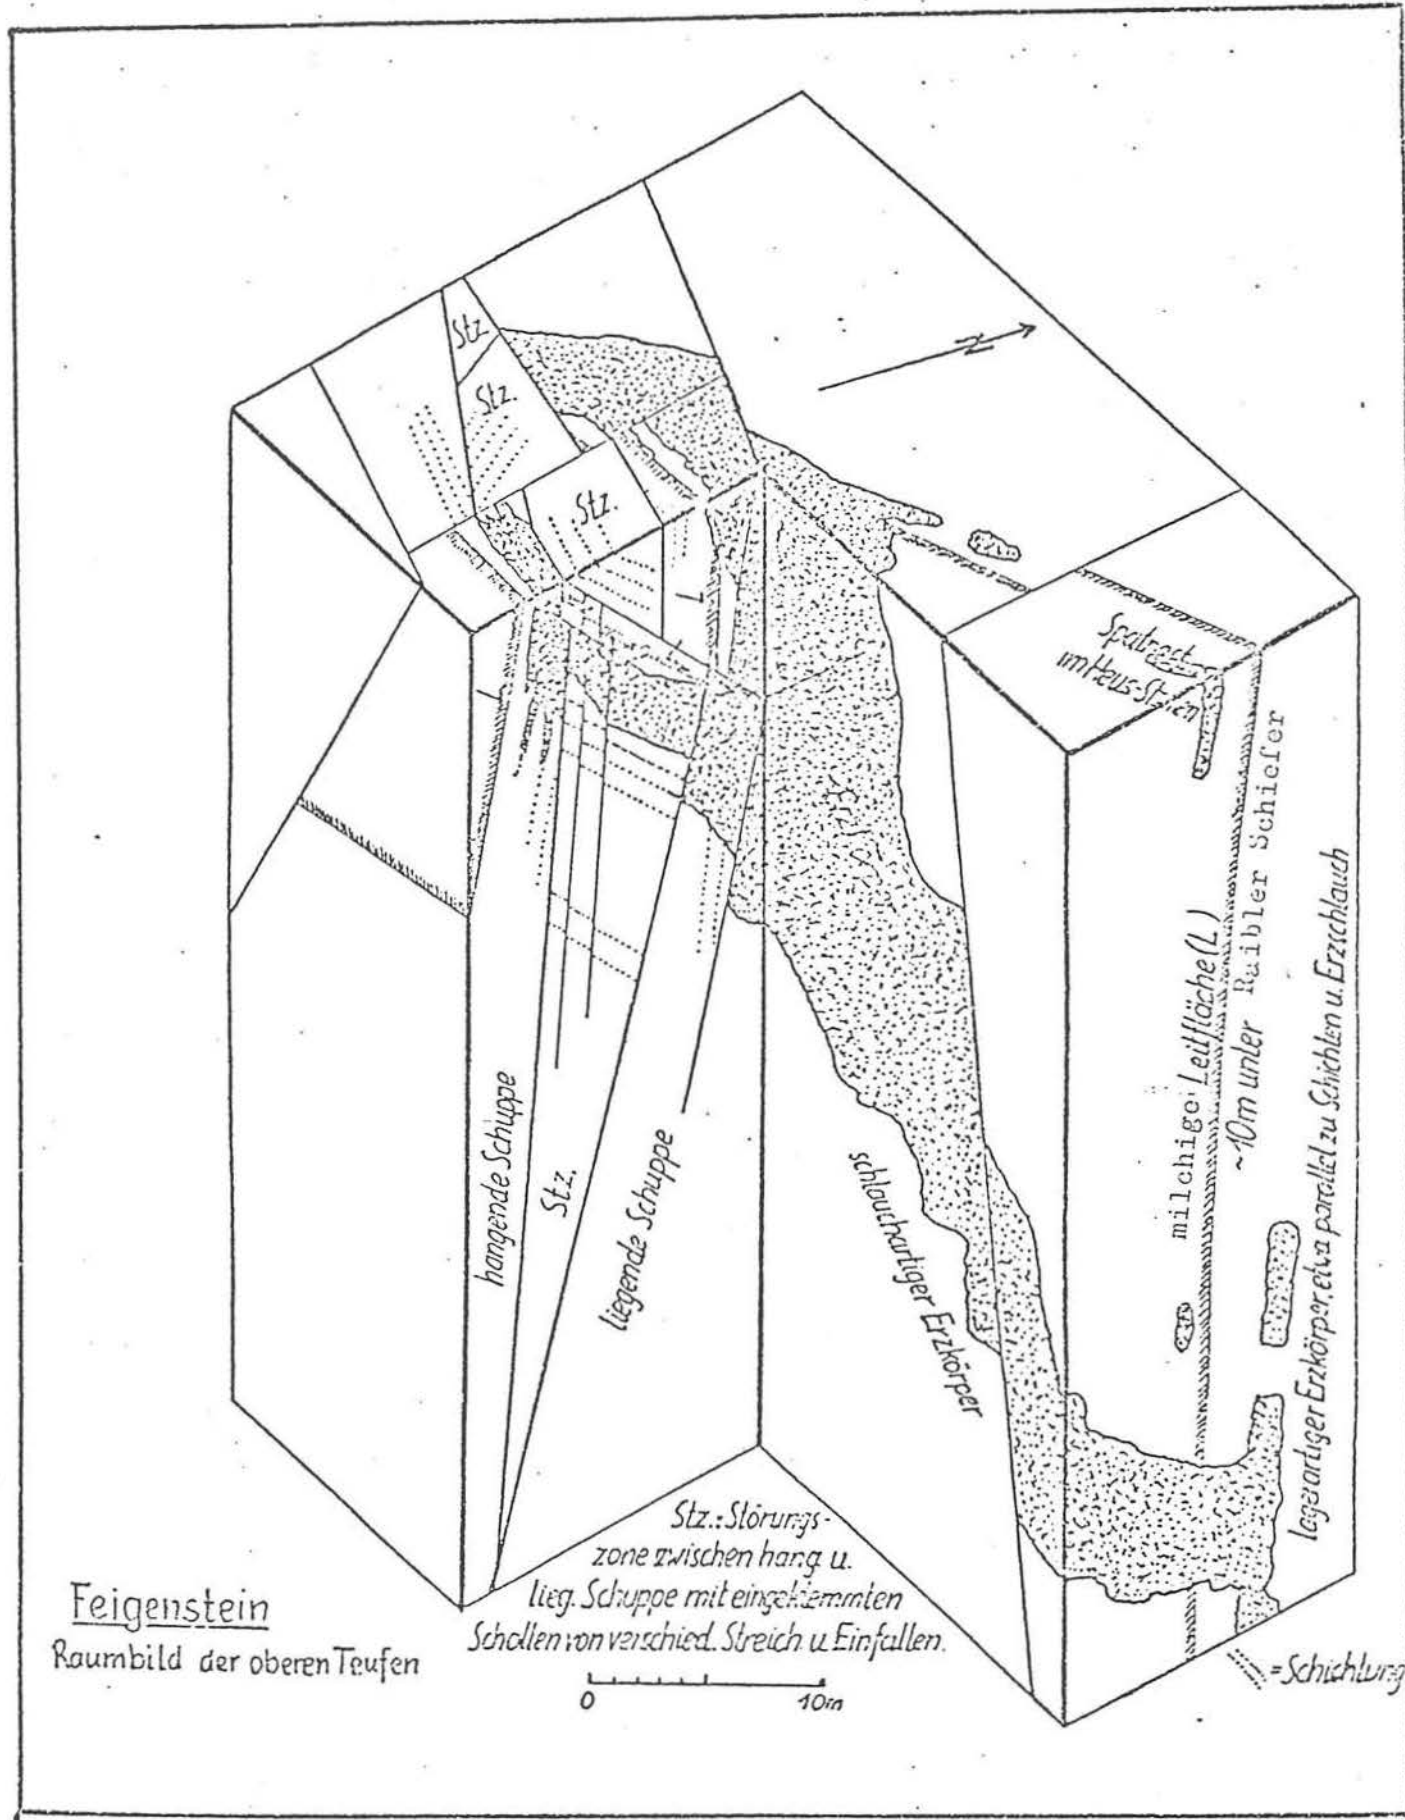 Stz
Stz.
Stz.
N
L
L
Spatnester
im Haus-Stollen
milchige Leitfläche (L)
~10m unter Raibler Schiefer
lagerartiger Erzkörper, etwa parallel zu Schichten u. Erzschlauch
hangende Schuppe
Stz.
liegende Schuppe
schlauchartiger Erzkörper
Stz.: Störungs-
zone zwischen hang. u.
lieg. Schuppe mit eingeklemmten
Schollen von verschied. Streich u. Einfallen.
Feigenstein
Raumbild der oberen Teufen
0 10m
= Schichtung